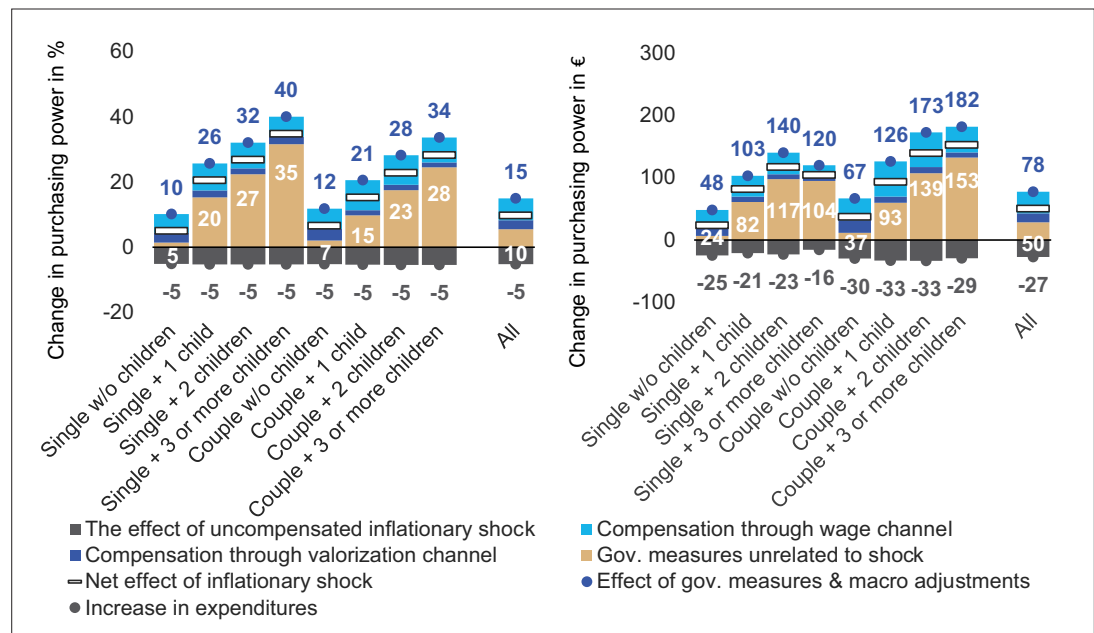 Change in purchasing power in %
60
40
20
0
-20
10
26
32
40
12
21
28
34
15
5
20
27
35
7
15
23
28
10
-5
-5
-5
-5
-5
-5
-5
-5
-5
Single w/o children
Single + 1 child
Single + 2 children
Single + 3 or more children
Couple w/o children
Couple + 1 child
Couple + 2 children
Couple + 3 or more children
All
Change in purchasing power in €
300
200
100
0
-100
48
103
140
120
67
126
173
182
78
24
82
117
104
37
93
139
153
50
-25
-21
-23
-16
-30
-33
-33
-29
-27
Single w/o children
Single + 1 child
Single + 2 children
Single + 3 or more children
Couple w/o children
Couple + 1 child
Couple + 2 children
Couple + 3 or more children
All
The effect of uncompensated inflationary shock
Compensation through wage channel
Compensation through valorization channel
Gov. measures unrelated to shock
Net effect of inflationary shock
Effect of gov. measures & macro adjustments
Increase in expenditures